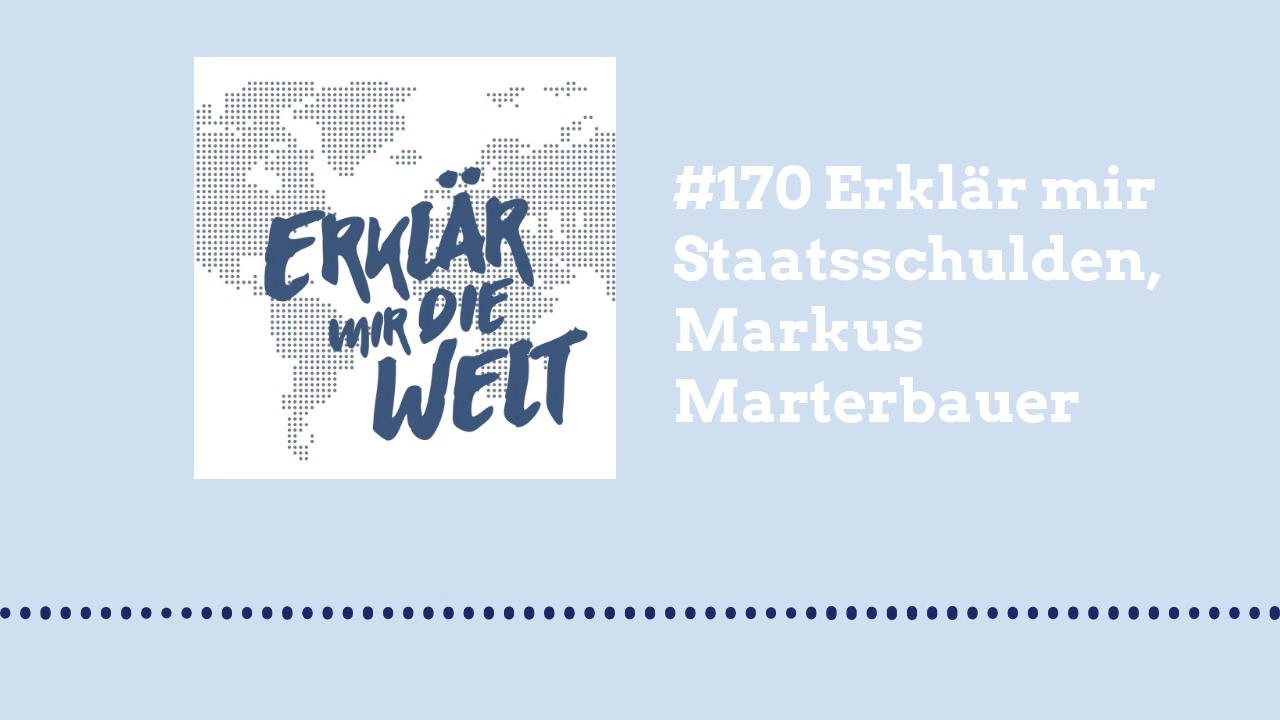 ERKLÄR
MIR DIE
WELT
#170 Erklär mir
Staatsschulden,
Markus
Marterbauer